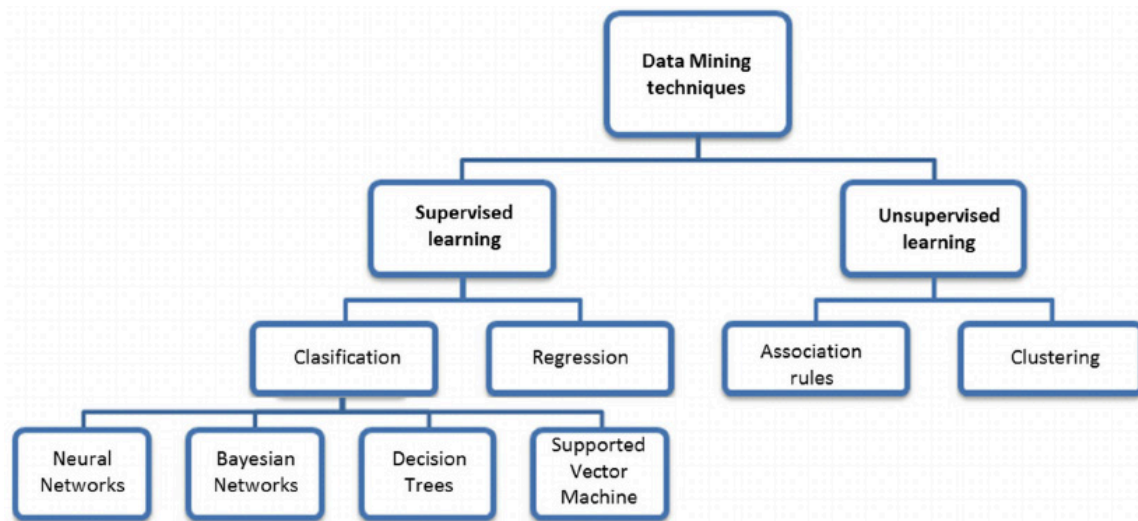 Data Mining
techniques
Supervised
learning
Unsupervised
learning
Clasification
Regression
Association
rules
Clustering
Neural
Networks
Bayesian
Networks
Decision
Trees
Supported
Vector
Machine